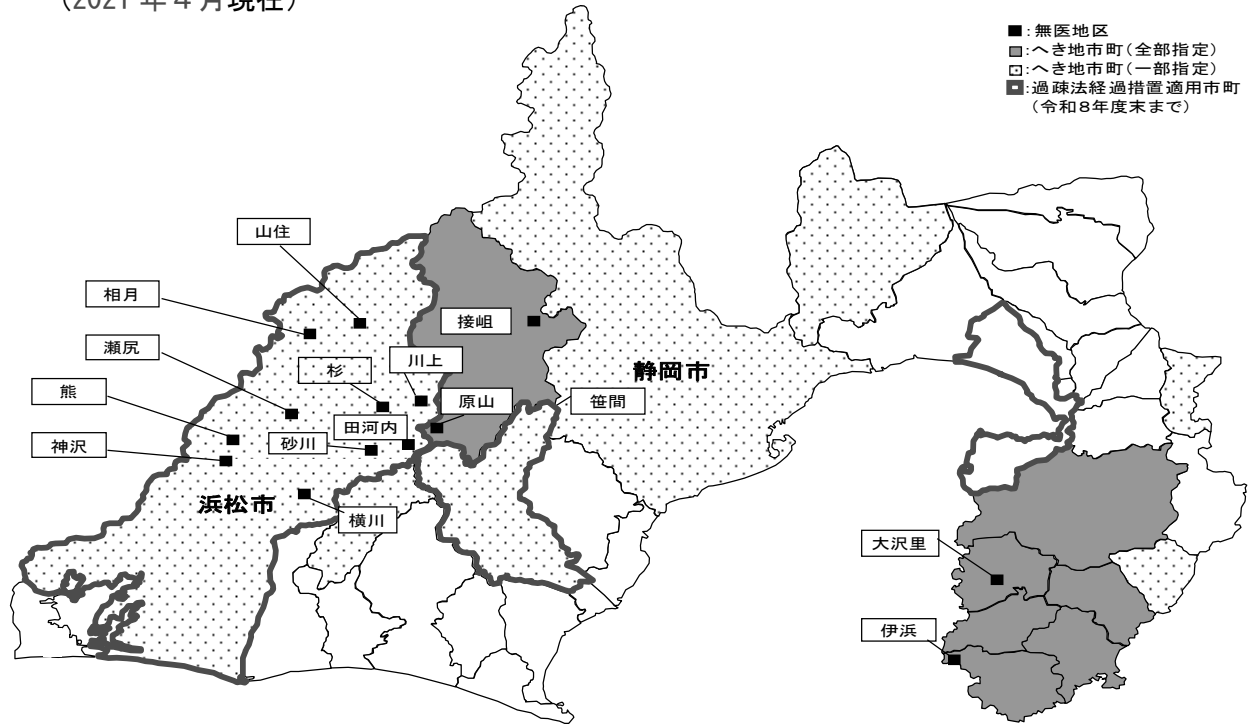 (2021 年 4 月現在)
■:無医地区
:へき地市町(全部指定)
:へき地市町(一部指定)
:過疎法経過措置適用市町
(令和8年度末まで)
山住
相月
接岨
瀬尻
川上
杉
静岡市
熊
原山
笹間
田河内
神沢
砂川
浜松市
横川
大沢里
伊浜